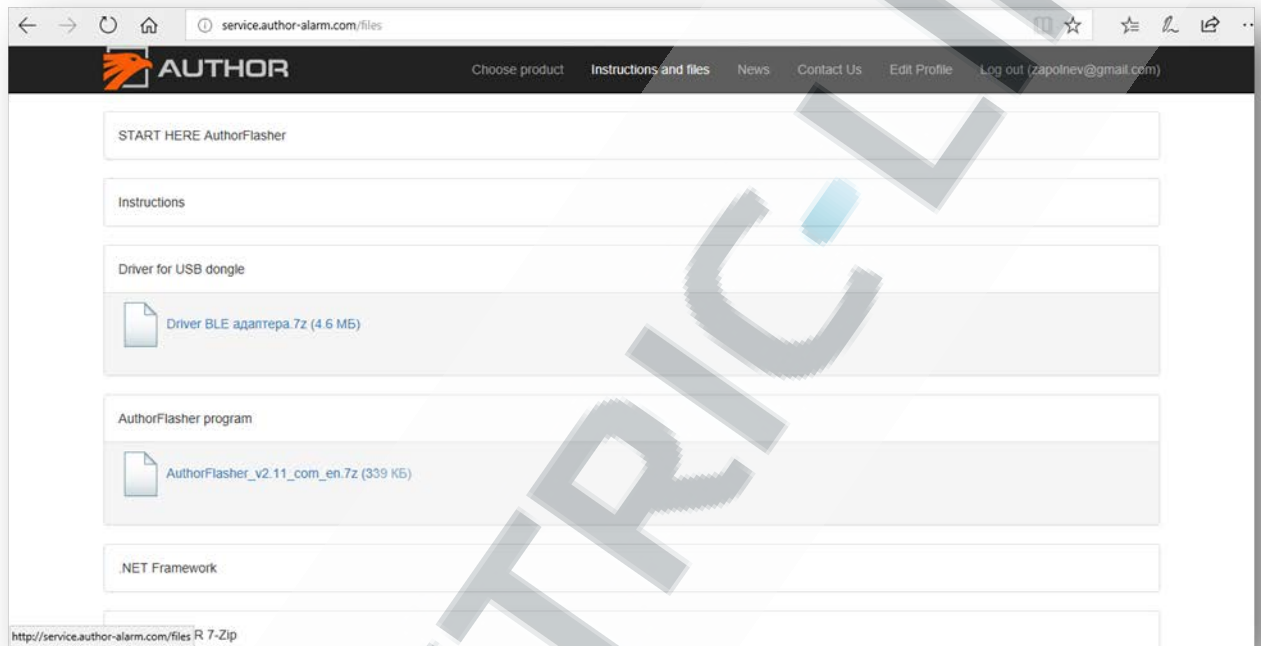 service.author-alarm.com/files
AUTHOR
Choose product Instructions and files News Contact Us Edit Profile Log out (zapolnev@gmail.com)
START HERE AuthorFlasher
Instructions
Driver for USB dongle
Driver BLE адаптера.7z (4.6 МБ)
AuthorFlasher program
AuthorFlasher_v2.11_com_en.7z (339 КБ)
.NET Framework
R 7-Zip
http://service.author-alarm.com/files
TRIC-LI